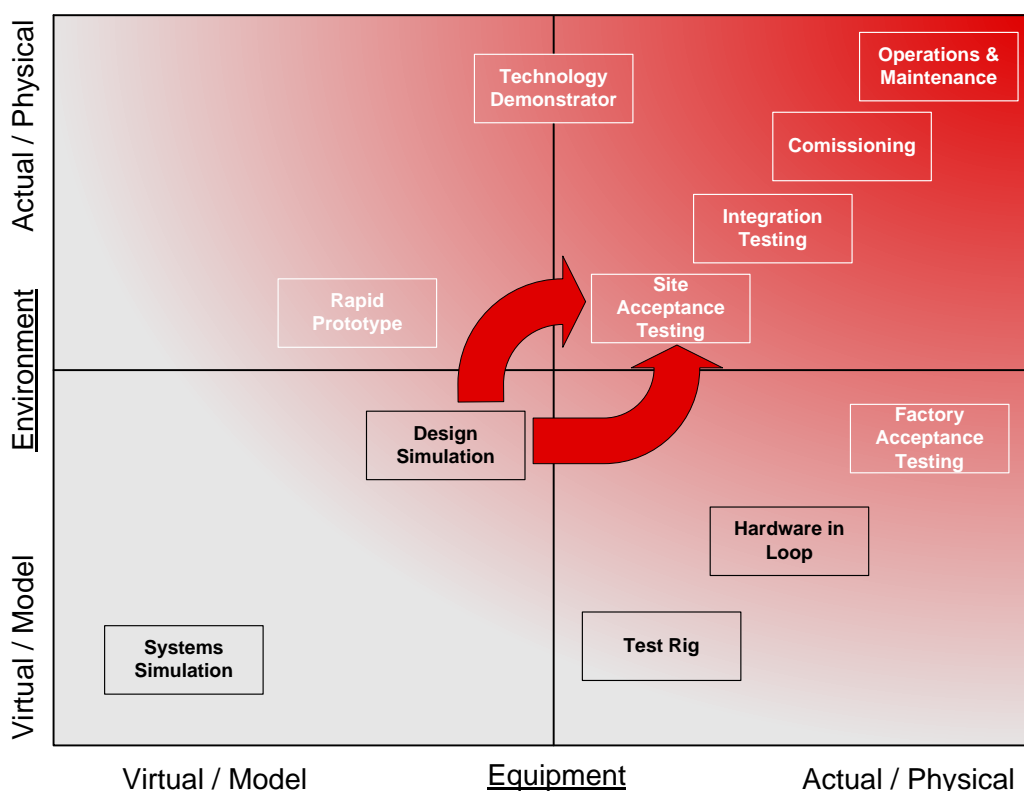 Actual / Physical
Environment
Virtual / Model
Operations &
Maintenance
Technology
Demonstrator
Comissioning
Integration
Testing
Rapid
Prototype
Site
Acceptance
Testing
Design
Simulation
Factory
Acceptance
Testing
Hardware in
Loop
Systems
Simulation
Test Rig
Virtual / Model
Equipment
Actual / Physical